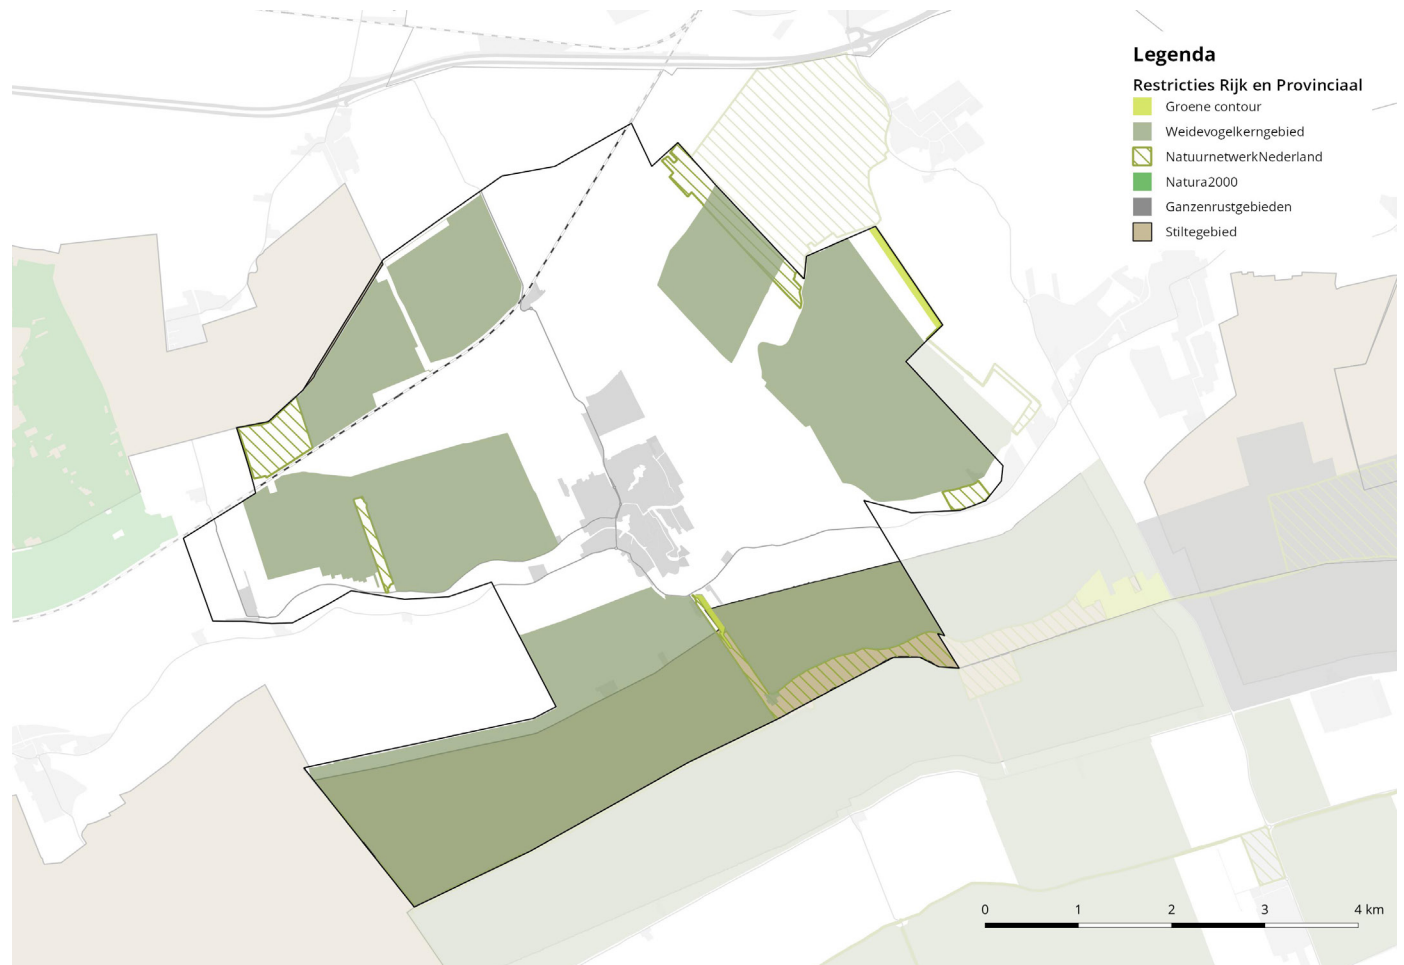 Legenda
Restricties Rijk en Provinciaal
Groene contour
Weidevogelkerngebied
NatuurnetwerkNederland
Natura2000
Ganzenrustgebieden
Stiltegebied
0 1 2 3 4 km